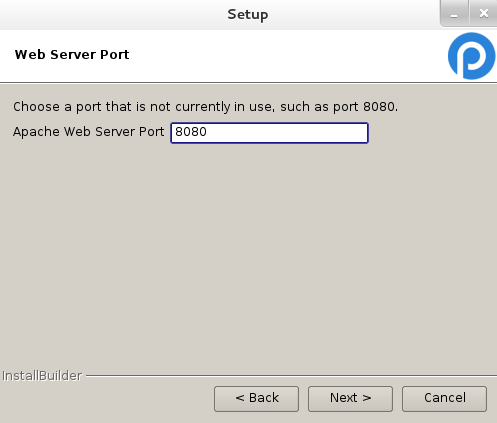 Setup
Web Server Port
Choose a port that is not currently in use, such as port 8080.
Apache Web Server Port 8080
InstallBuilder
< Back Next > Cancel